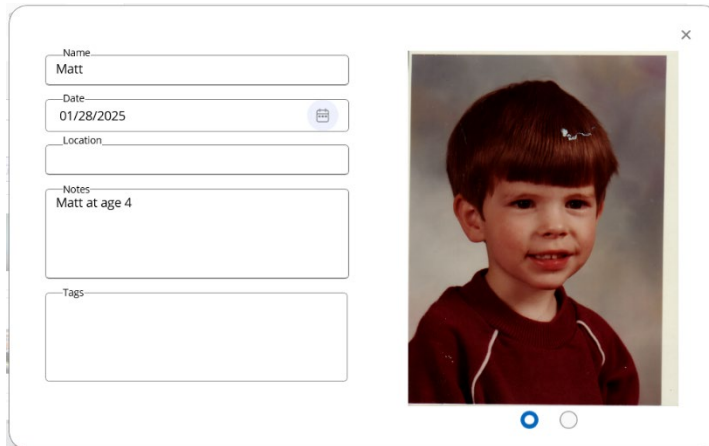 Name
Matt
Date
01/28/2025
Location
Notes
Matt at age 4
Tags